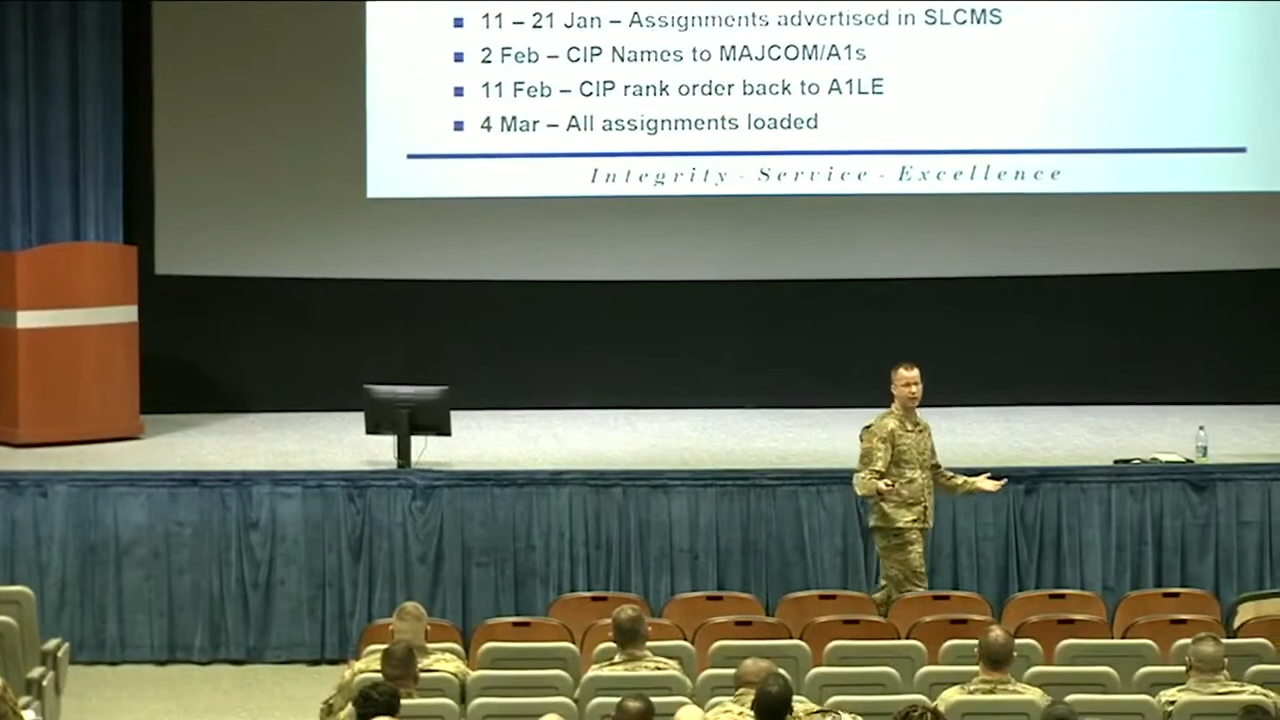 11 – 21 Jan – Assignments advertised in SLCMS
2 Feb – CIP Names to MAJCOM/A1s
11 Feb – CIP rank order back to A1LE
4 Mar – All assignments loaded
Integrity - Service - Excellence